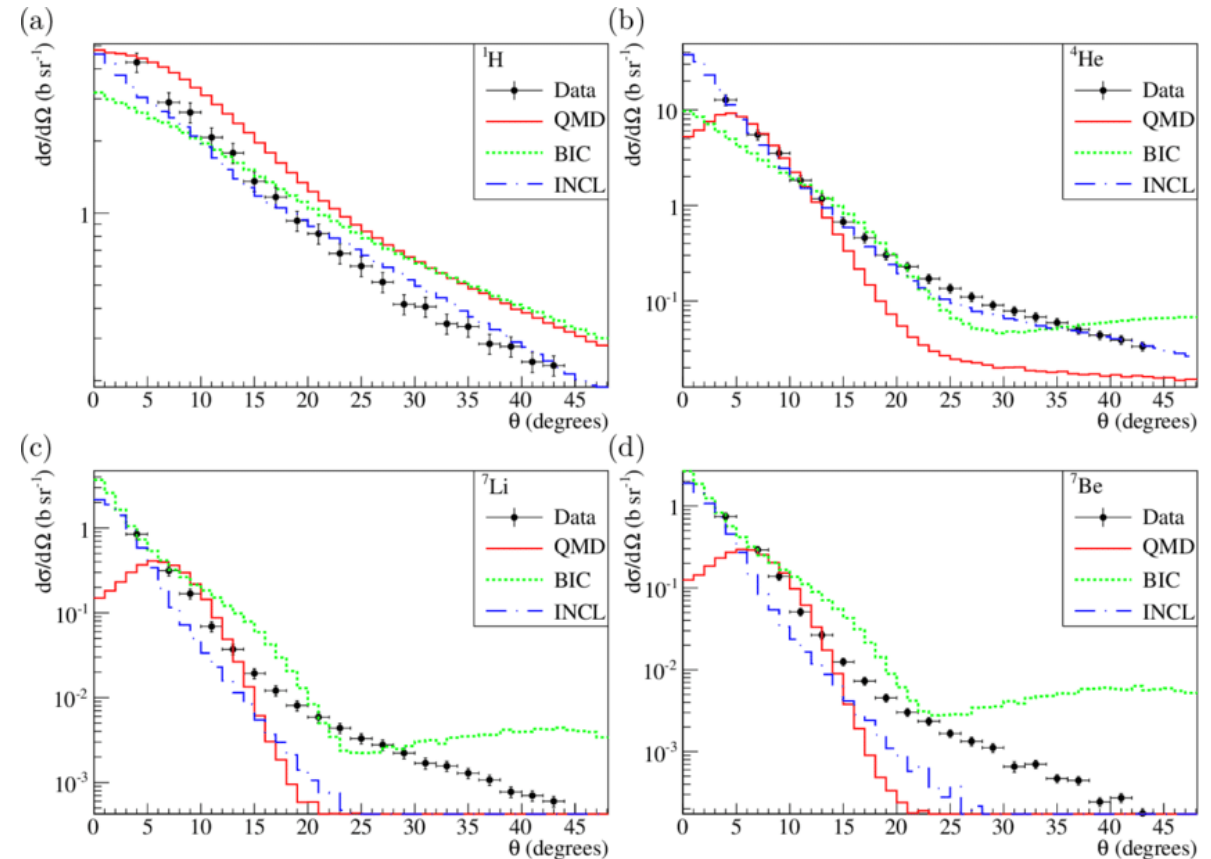 (a)
dσ/dΩ (b sr⁻¹)
¹H
Data
QMD
BIC
INCL
1
0 5 10 15 20 25 30 35 40 45
θ (degrees)
(b)
dσ/dΩ (b sr⁻¹)
⁴He
Data
QMD
BIC
INCL
10
1
10⁻¹
0 5 10 15 20 25 30 35 40 45
θ (degrees)
(c)
dσ/dΩ (b sr⁻¹)
⁷Li
Data
QMD
BIC
INCL
1
10⁻¹
10⁻²
10⁻³
0 5 10 15 20 25 30 35 40 45
θ (degrees)
(d)
dσ/dΩ (b sr⁻¹)
⁷Be
Data
QMD
BIC
INCL
1
10⁻¹
10⁻²
10⁻³
0 5 10 15 20 25 30 35 40 45
θ (degrees)